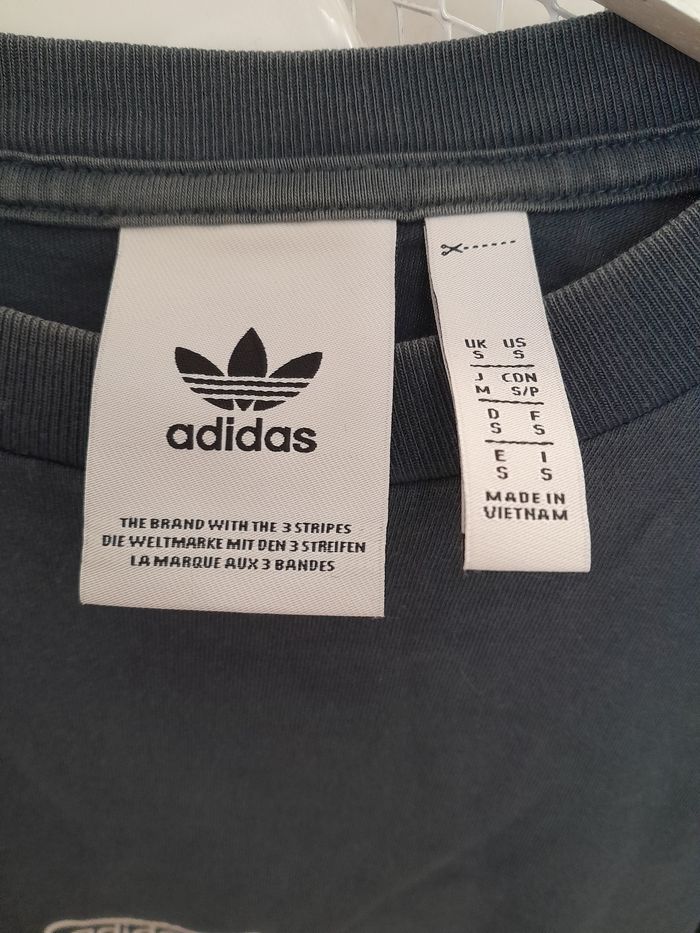 adidas
THE BRAND WITH THE 3 STRIPES
DIE WELTMARKE MIT DEN 3 STREIFEN
LA MARQUE AUX 3 BANDES
UK US
S S
J CDN
M S/P
D F
S S
E I
S S
MADE IN
VIETNAM
adidas